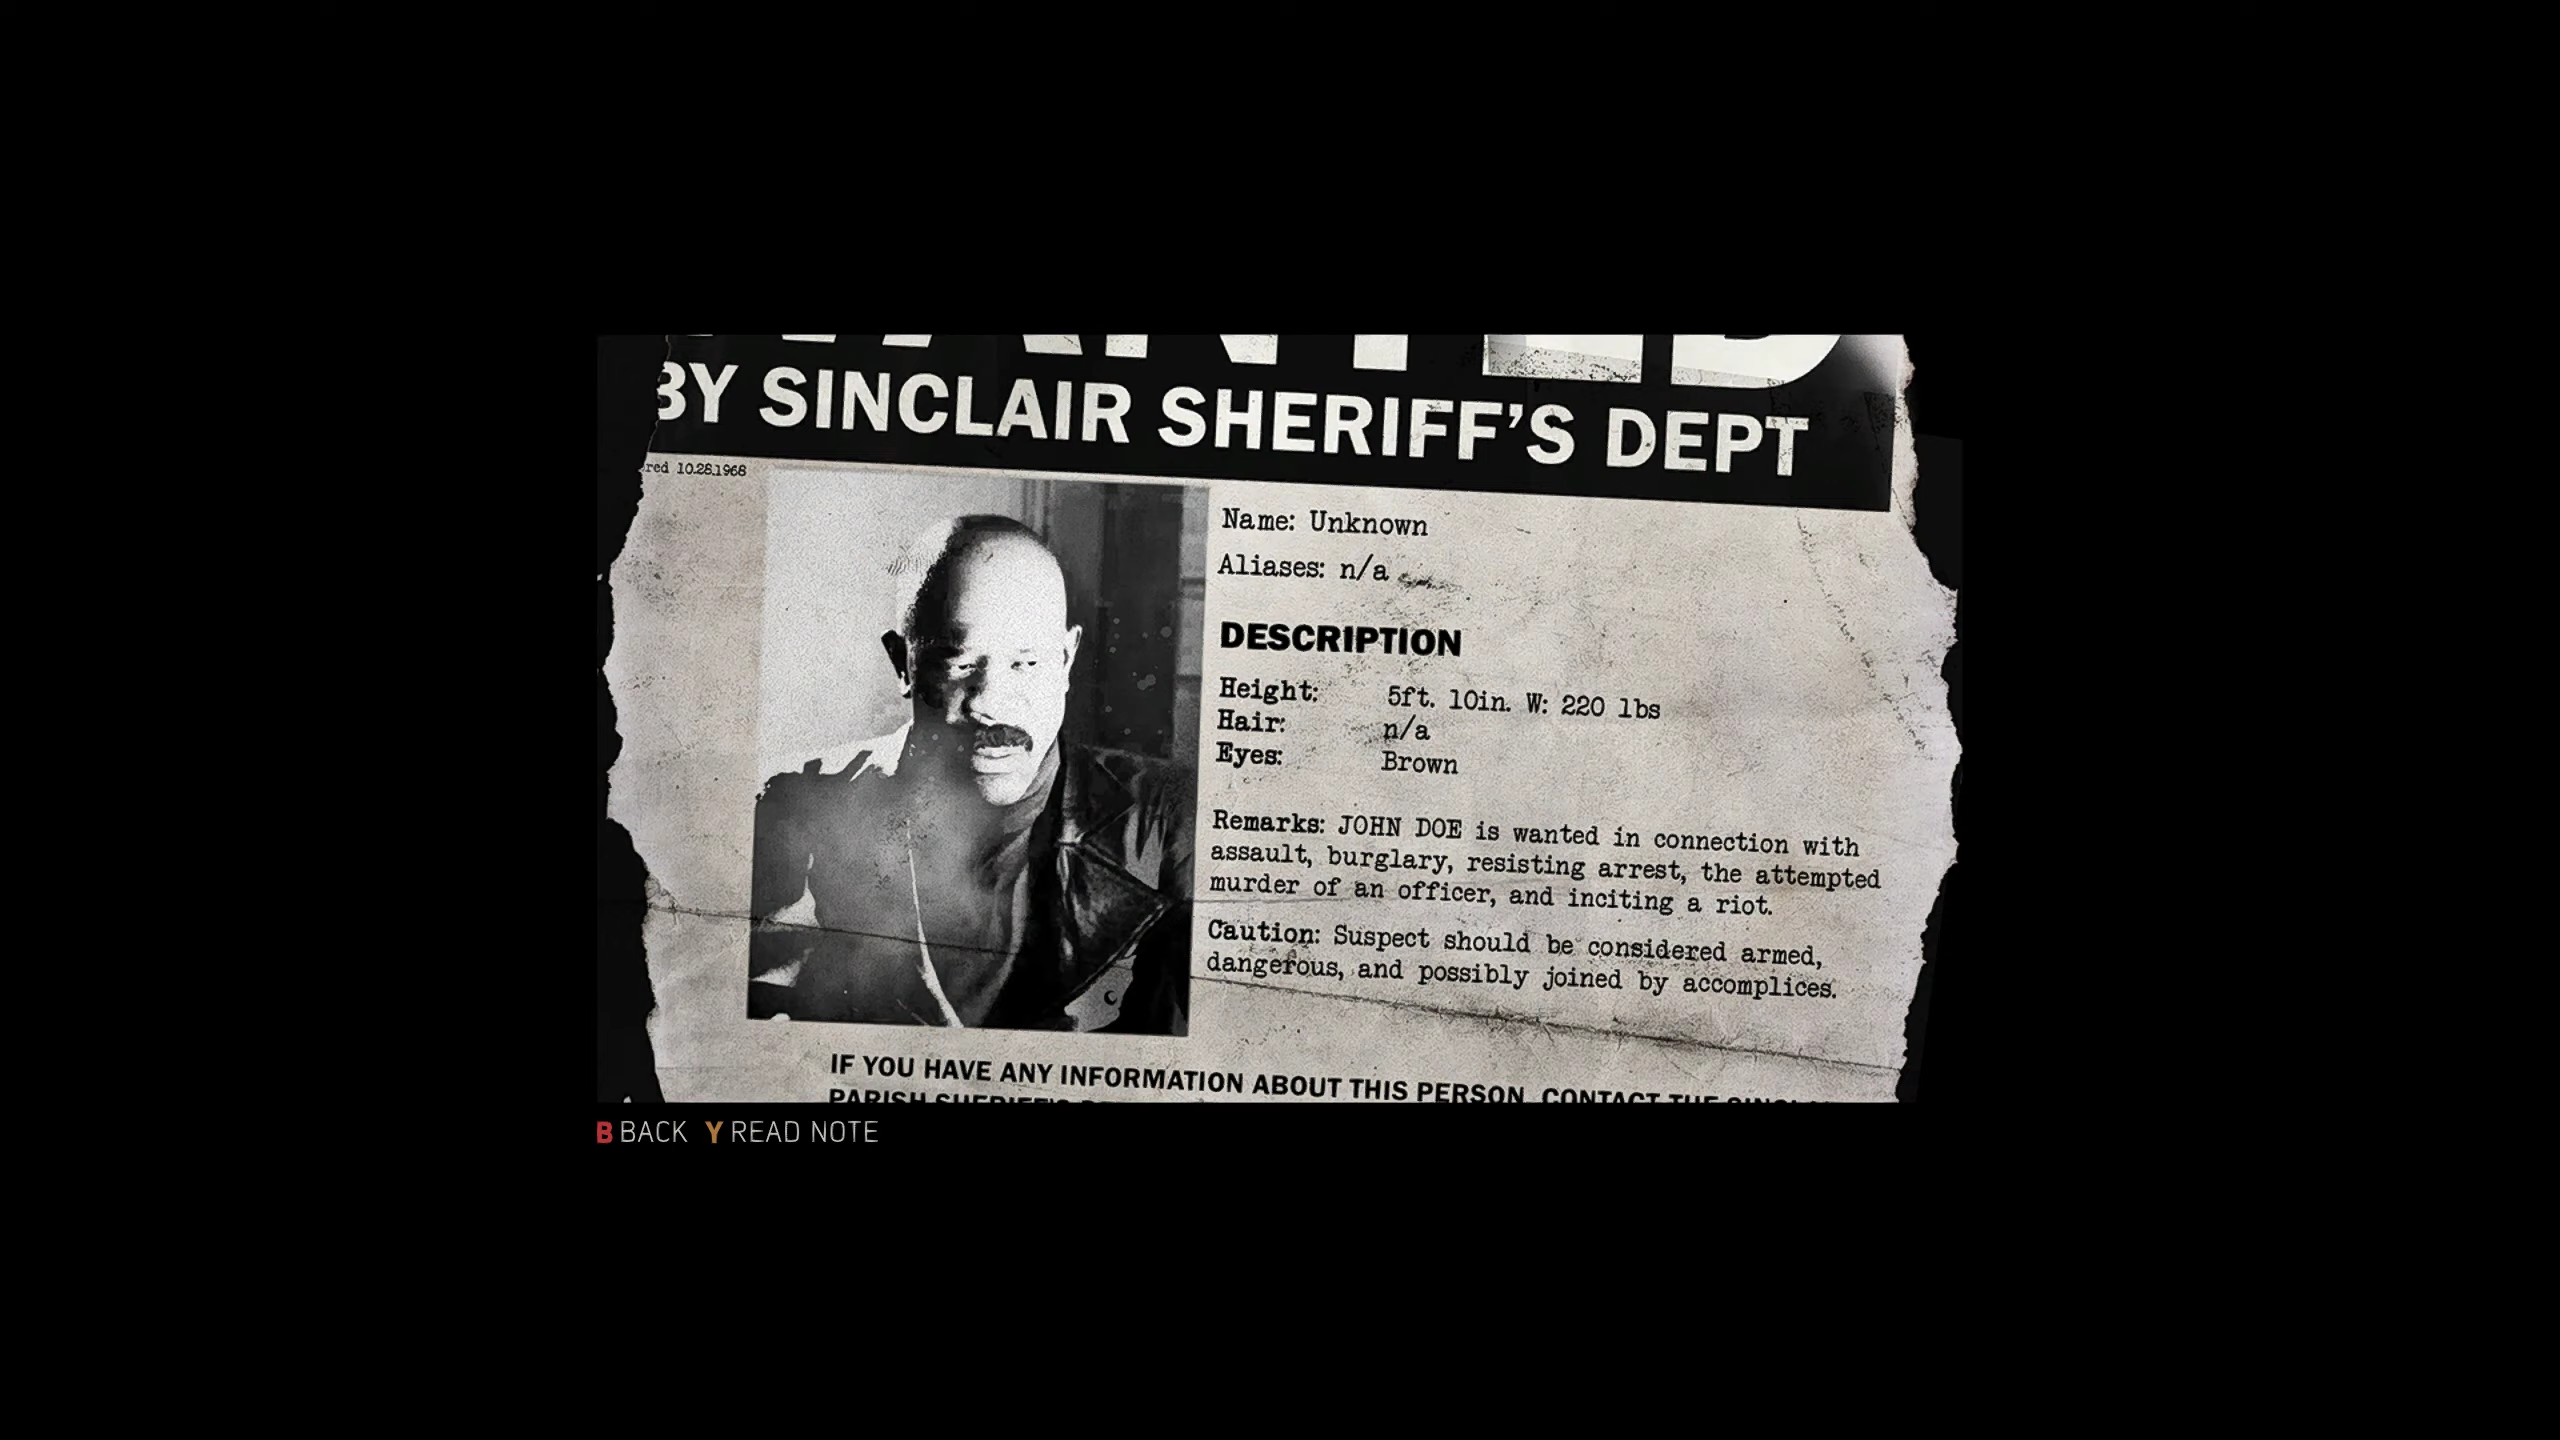 BY SINCLAIR SHERIFF'S DEPT
10.28.1968
Name: Unknown
Aliases: n/a
DESCRIPTION
Height: 5ft. 10in. W: 220 lbs
Hair: n/a
Eyes: Brown
Remarks: JOHN DOE is wanted in connection with
assault, burglary, resisting arrest, the attempted
murder of an officer, and inciting a riot.
Caution: Suspect should be considered armed,
dangerous, and possibly joined by accomplices.
IF YOU HAVE ANY INFORMATION ABOUT THIS PERSON, CONTACT THE
PARISH SHERIFF'S
B BACK Y READ NOTE